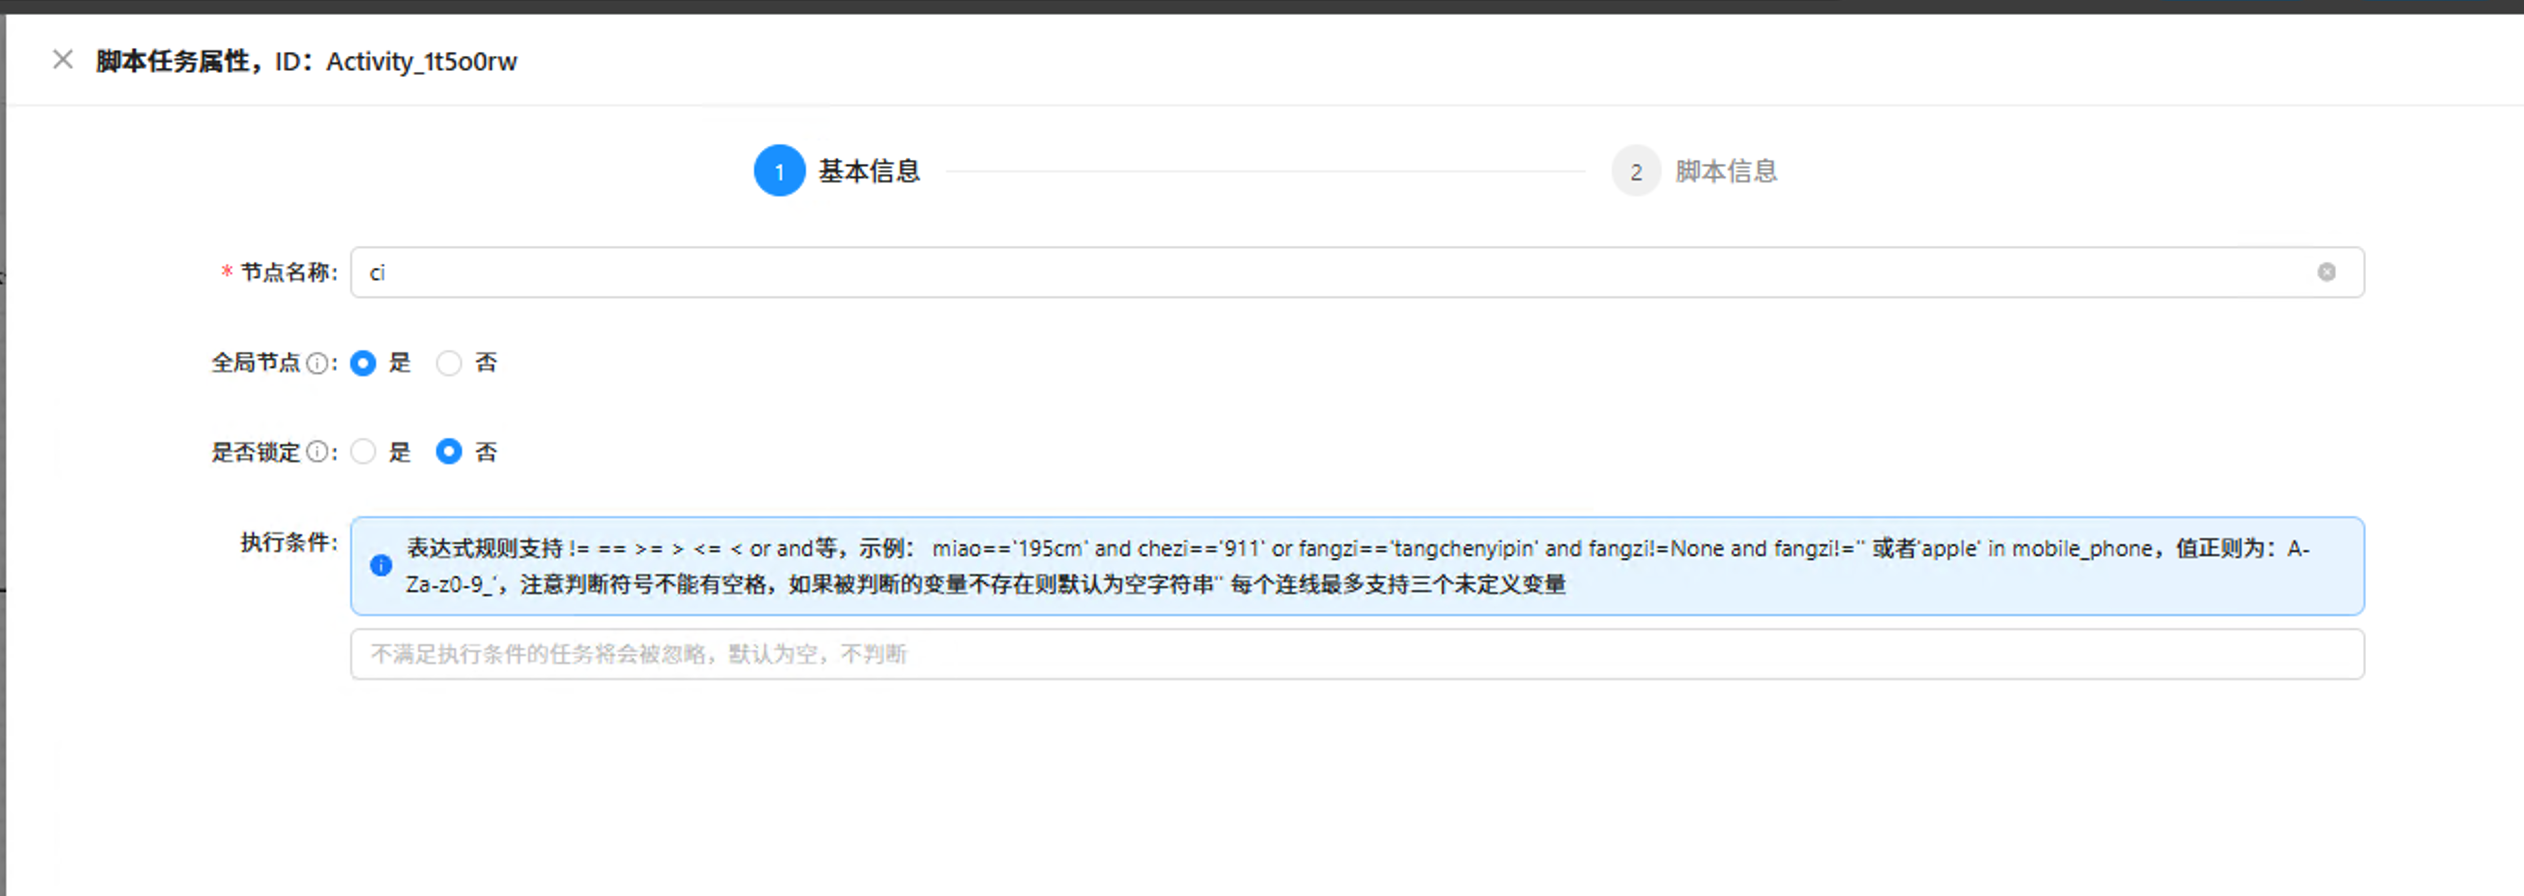 脚本任务属性，ID：Activity_1t5o0rw
1 基本信息 2 脚本信息
* 节点名称: ci
全局节点 : 是 否
是否锁定 : 是 否
执行条件: 表达式规则支持 != == >= > <= < or and等，示例： miao=='195cm' and chezi=='911' or fangzi=='tangchenyipin' and fangzi!=None and fangzi!='' 或者'apple' in mobile_phone，值正则为：A-
Za-z0-9_'，注意判断符号不能有空格，如果被判断的变量不存在则默认为空字符串'' 每个连线最多支持三个未定义变量
不满足执行条件的任务将会被忽略，默认为空，不判断